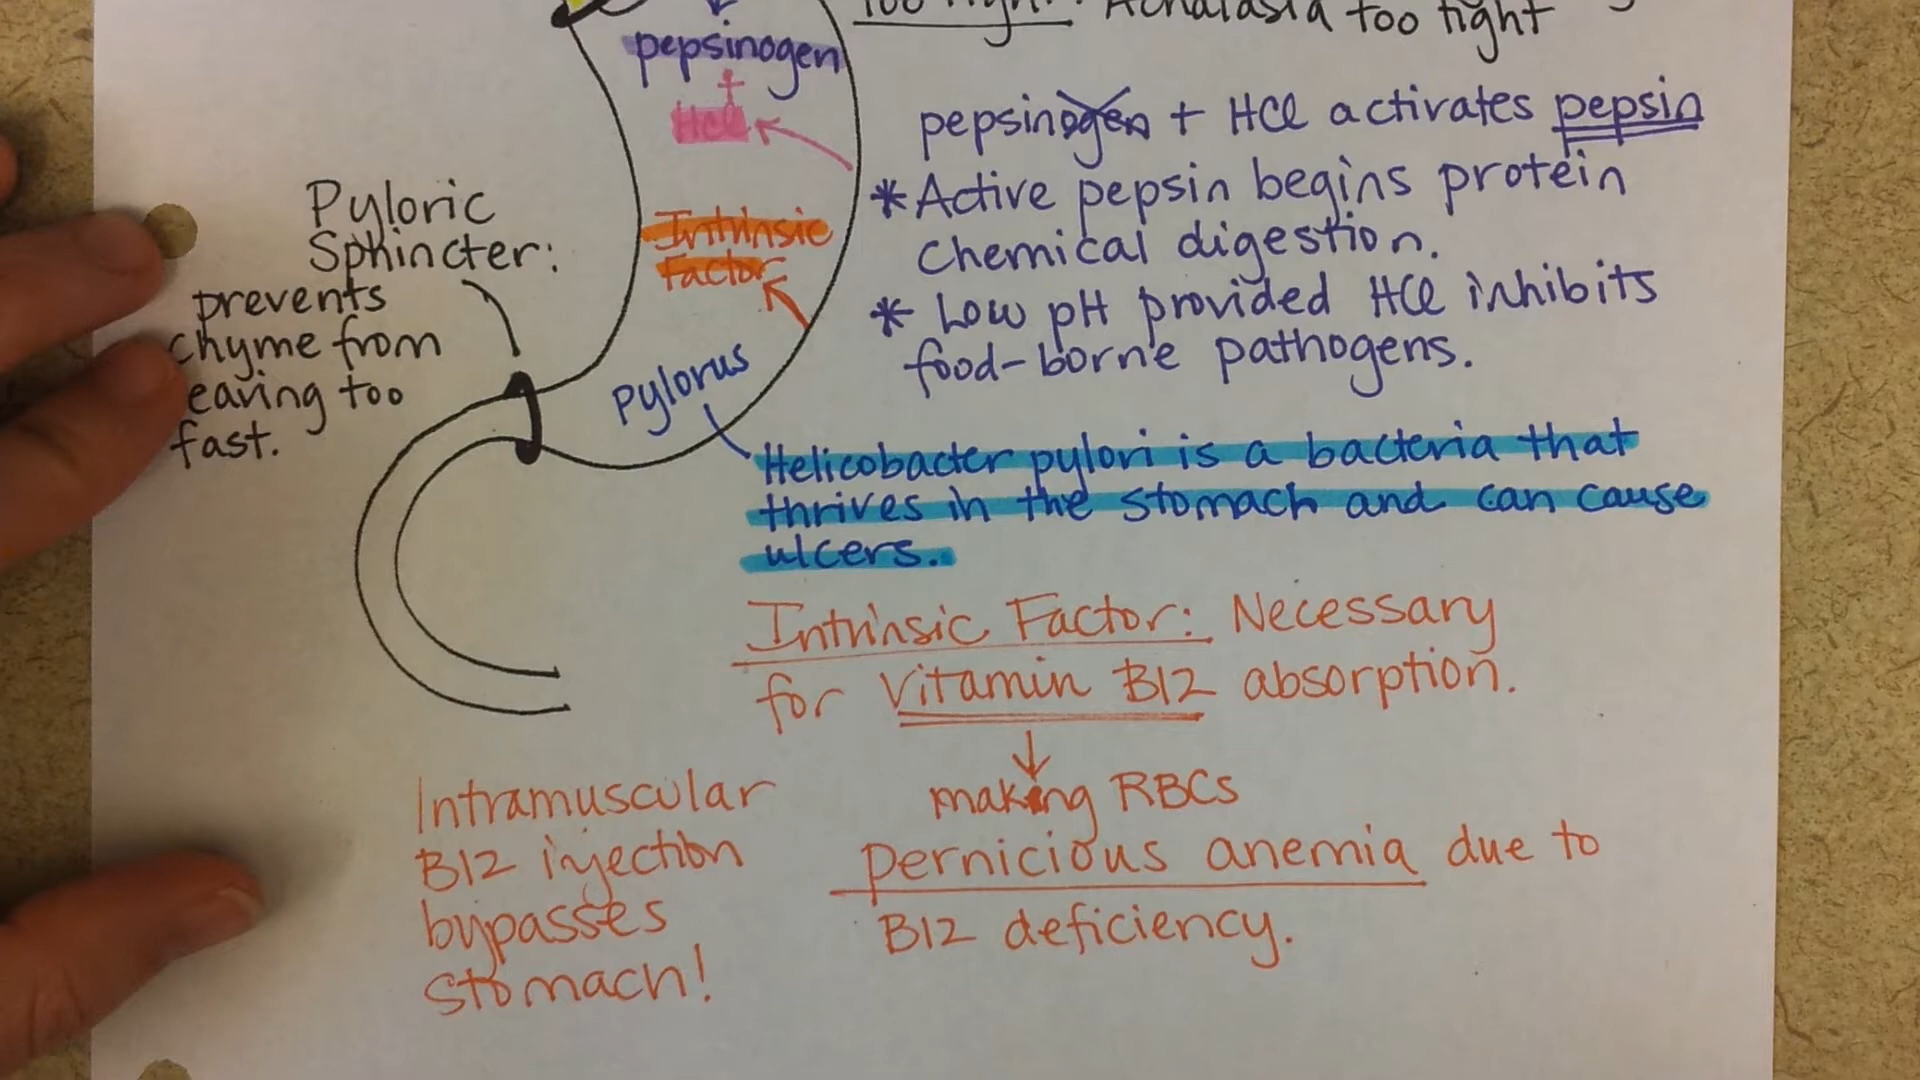 Achalasia too tight
pepsinogen
+
HCl
Intrinsic
Factor
Pylorus
Pyloric
Sphincter:
prevents
chyme from
eaving too
fast.
pepsinogen + HCl activates pepsin
* Active pepsin begins protein
chemical digestion.
* Low pH provided HCl inhibits
food-borne pathogens.
Helicobacter pylori is a bacteria that
thrives in the stomach and can cause
ulcers.
Intrinsic Factor: Necessary
for Vitamin B12 absorption.
↓
making RBCs
pernicious anemia due to
B12 deficiency.
Intramuscular
B12 injection
bypasses
stomach!